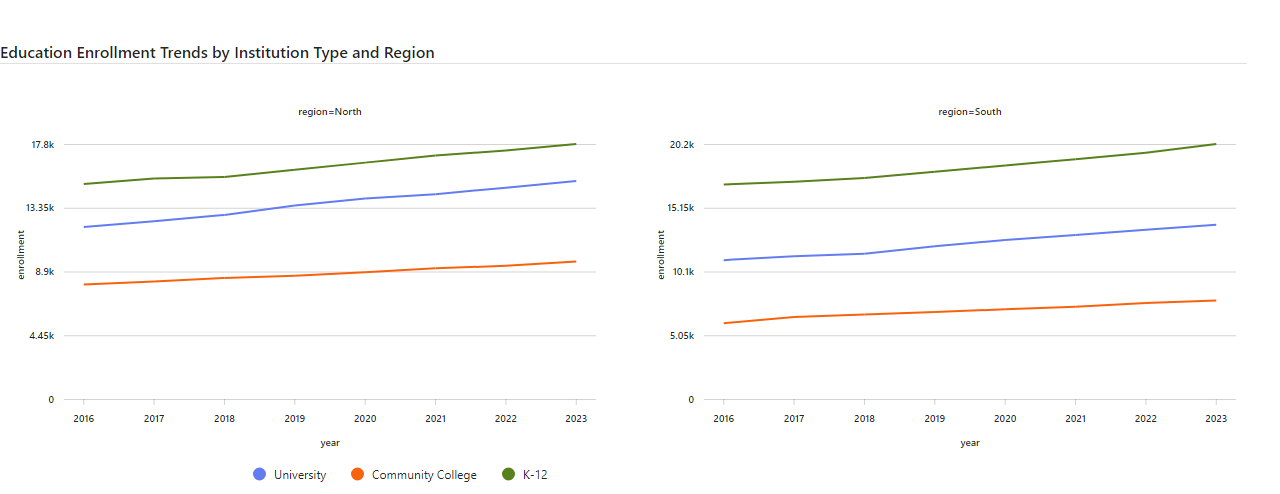 Education Enrollment Trends by Institution Type and Region
region=North
17.8k
13.35k
8.9k
4.45k
0
enrollment
2016 2017 2018 2019 2020 2021 2022 2023
year
region=South
20.2k
15.15k
10.1k
5.05k
0
enrollment
2016 2017 2018 2019 2020 2021 2022 2023
year
University Community College K-12